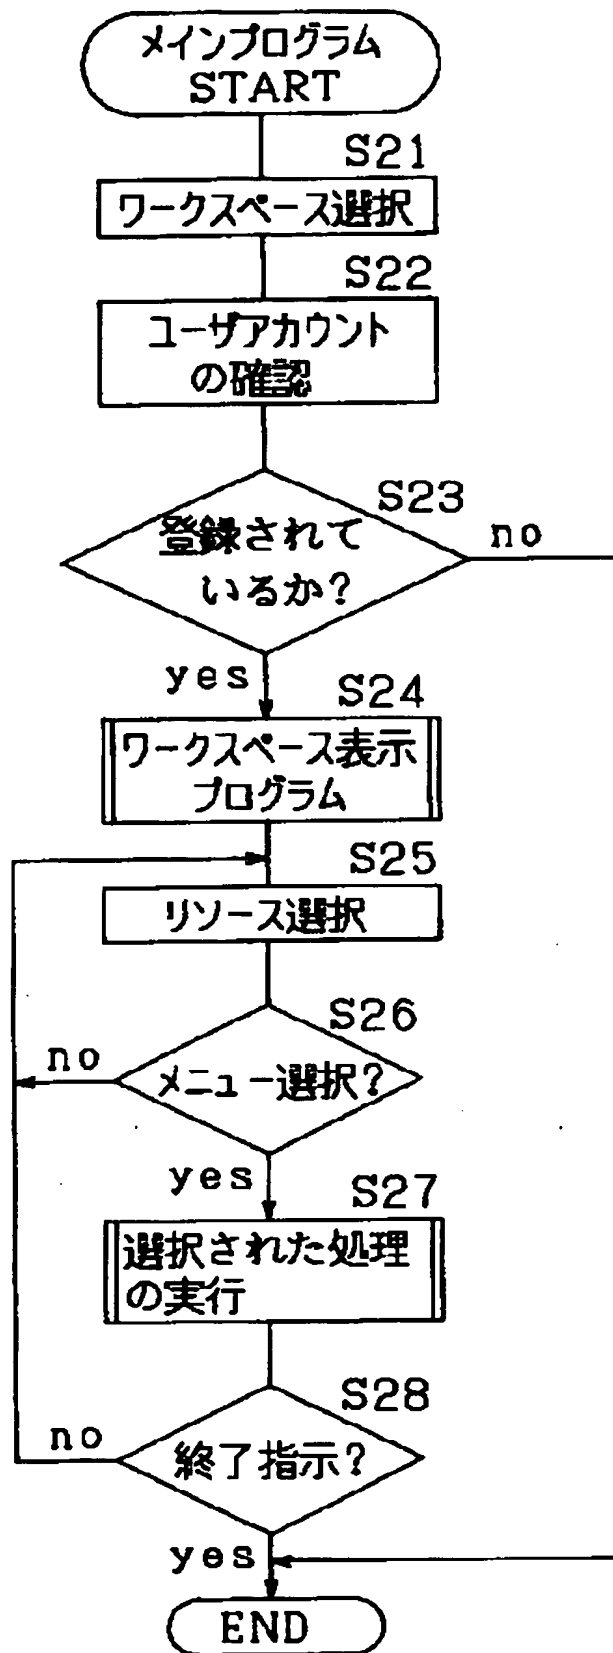 メインプログラム
START
S21
ワークスペース選択
S22
ユーザアカウント
の確認
S23
登録されて
いるか?
no
yes
S24
ワークスペース表示
プログラム
S25
リソース選択
S26
メニュー選択?
no
yes
S27
選択された処理
の実行
S28
終了指示?
no
yes
END